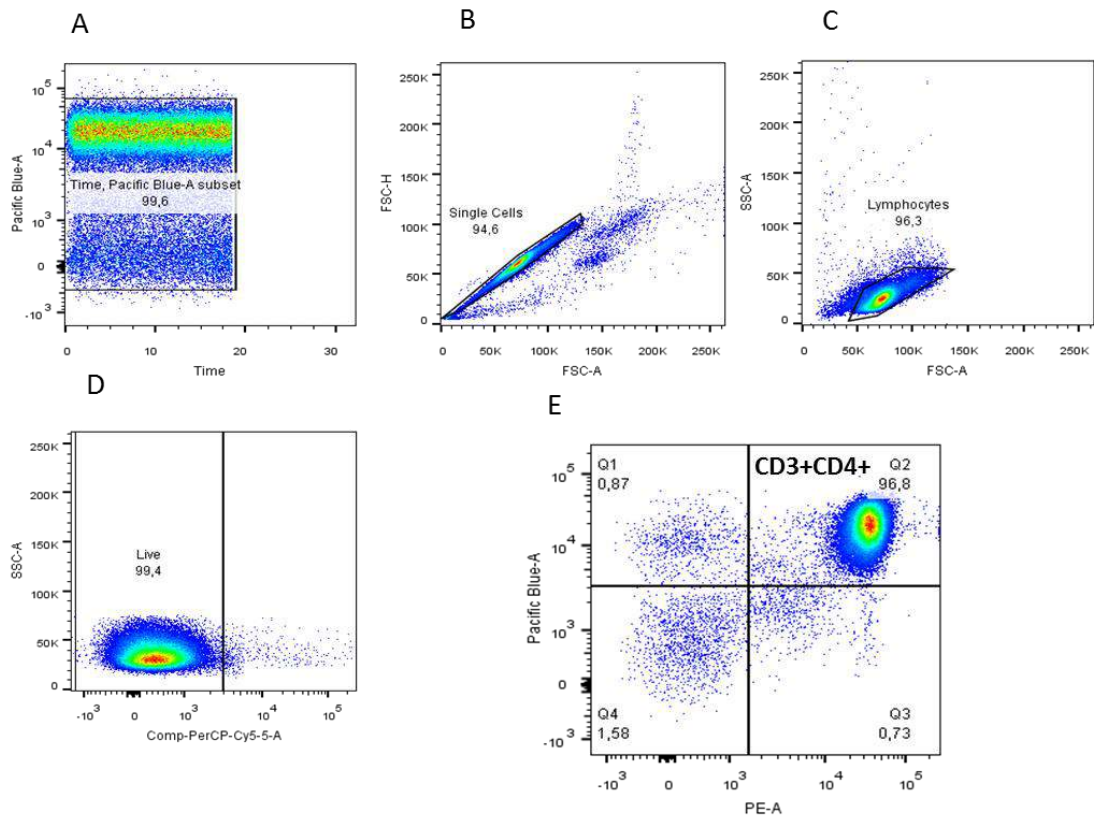 A
B
C
10^5
10^4
10^3
0
-10^3
Pacific Blue-A
Time, Pacific Blue-A subset
99,6
0 10 20 30
Time
250K
200K
150K
100K
50K
0
FSC-H
Single Cells
94,6
0 50K 100K 150K 200K 250K
FSC-A
250K
200K
150K
100K
50K
0
SSC-A
Lymphocytes
96,3
0 50K 100K 150K 200K 250K
FSC-A
D
250K
200K
150K
100K
50K
0
SSC-A
Live
99,4
-10^3 0 10^3 10^4 10^5
Comp-PerCP-Cy5-5-A
E
10^5
10^4
10^3
0
-10^3
Pacific Blue-A
Q1
0,87
CD3+CD4+
Q2
96,8
Q4
1,58
Q3
0,73
-10^3 0 10^3 10^4 10^5
PE-A